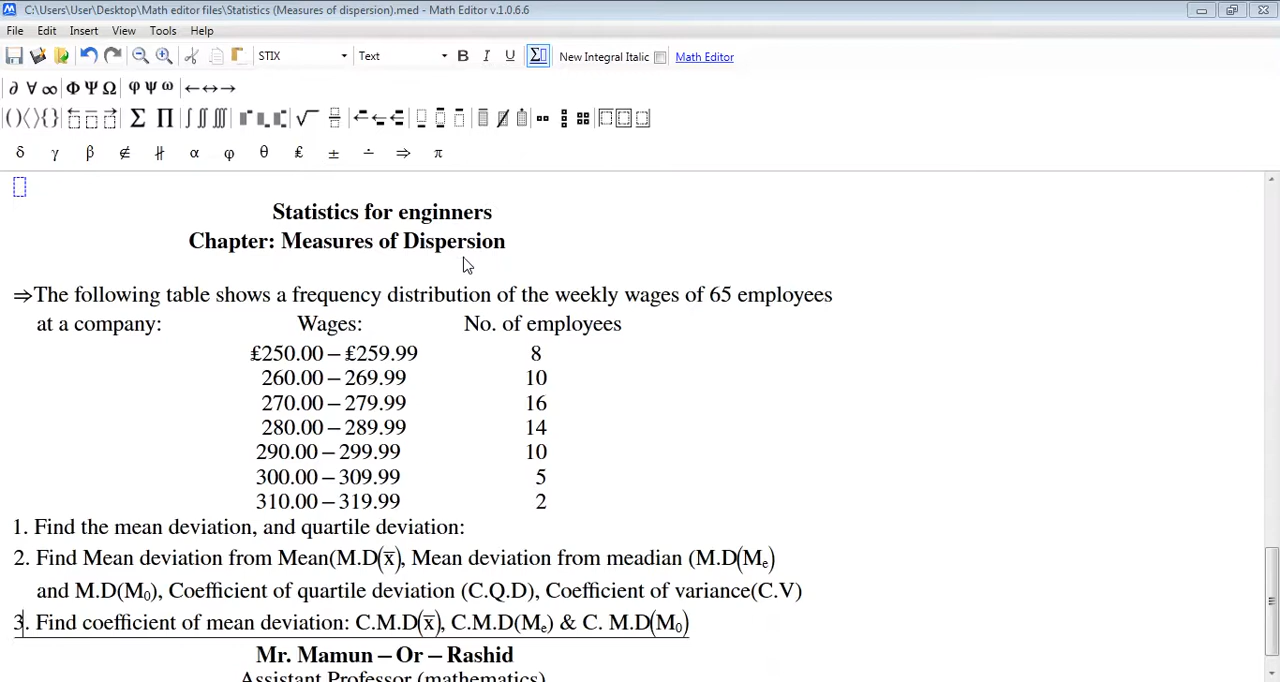 C:\Users\User\Desktop\Math editor files\Statistics (Measures of dispersion).med - Math Editor v.1.0.6.6
File Edit Insert View Tools Help
STIX Text B I U Σ New Integral Italic Math Editor
∂ ∀ ∞ Φ Ψ Ω φ ψ ω ←↔→
() ⟨⟩ {} Σ Π ∫ ∬ ∭ √
δ γ β ∉ ∦ α φ θ £ ± ∸ ⇒ π
Statistics for enginners
Chapter: Measures of Dispersion
⇒The following table shows a frequency distribution of the weekly wages of 65 employees
at a company: Wages: No. of employees
£250.00 – £259.99 8
260.00 – 269.99 10
270.00 – 279.99 16
280.00 – 289.99 14
290.00 – 299.99 10
300.00 – 309.99 5
310.00 – 319.99 2
1. Find the mean deviation, and quartile deviation:
2. Find Mean deviation from Mean(M.D(x̅), Mean deviation from meadian (M.D(Mₑ)
and M.D(M₀), Coefficient of quartile deviation (C.Q.D), Coefficient of variance(C.V)
3. Find coefficient of mean deviation: C.M.D(x̅), C.M.D(Mₑ) & C. M.D(M₀)
Mr. Mamun – Or – Rashid
Assistant Professor (mathematics)